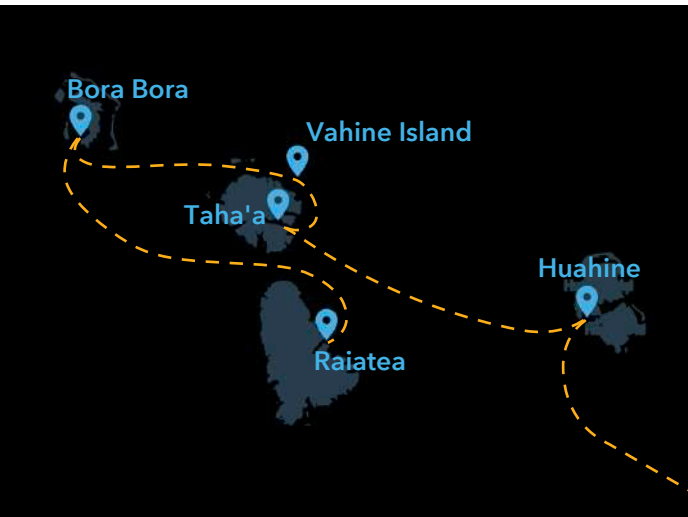 Bora Bora
Vahine Island
Taha'a
Huahine
Raiatea